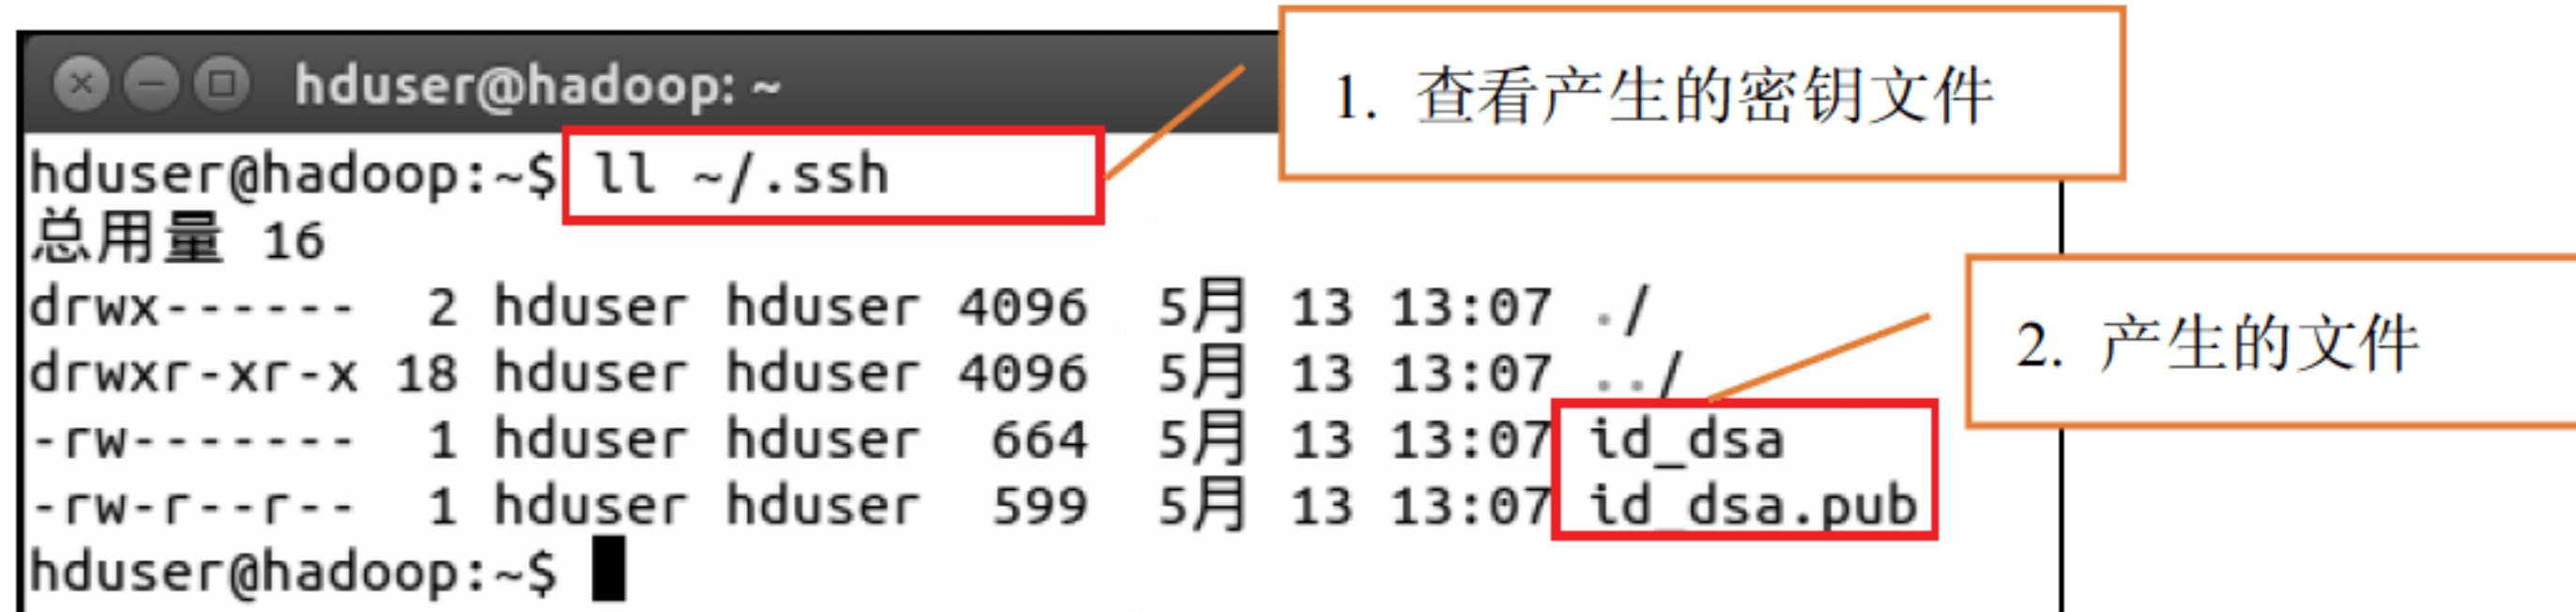 hduser@hadoop: ~
1. 查看产生的密钥文件
hduser@hadoop:~$ ll ~/.ssh
总用量 16
drwx------  2 hduser hduser 4096  5月 13 13:07 ./
drwxr-xr-x 18 hduser hduser 4096  5月 13 13:07 ../
2. 产生的文件
-rw-------  1 hduser hduser  664  5月 13 13:07 id_dsa
-rw-r--r--  1 hduser hduser  599  5月 13 13:07 id_dsa.pub
hduser@hadoop:~$